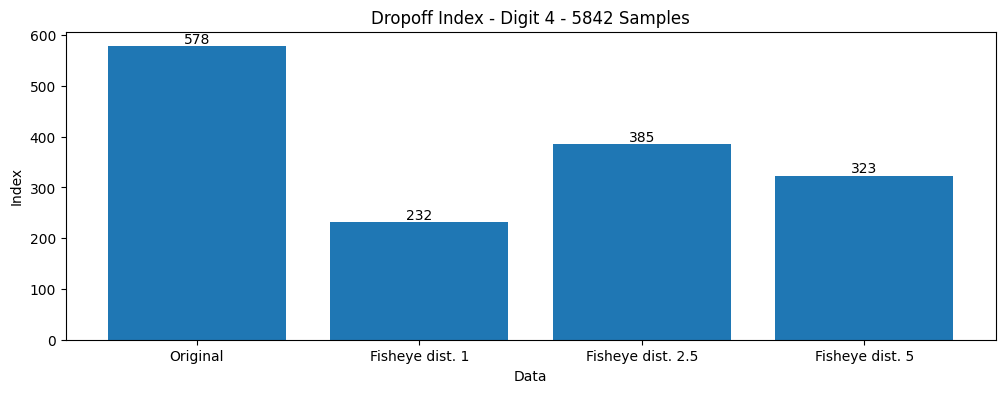 Dropoff Index - Digit 4 - 5842 Samples
600
500
400
300
200
100
0
Index
578
232
385
323
Original
Fisheye dist. 1
Fisheye dist. 2.5
Fisheye dist. 5
Data